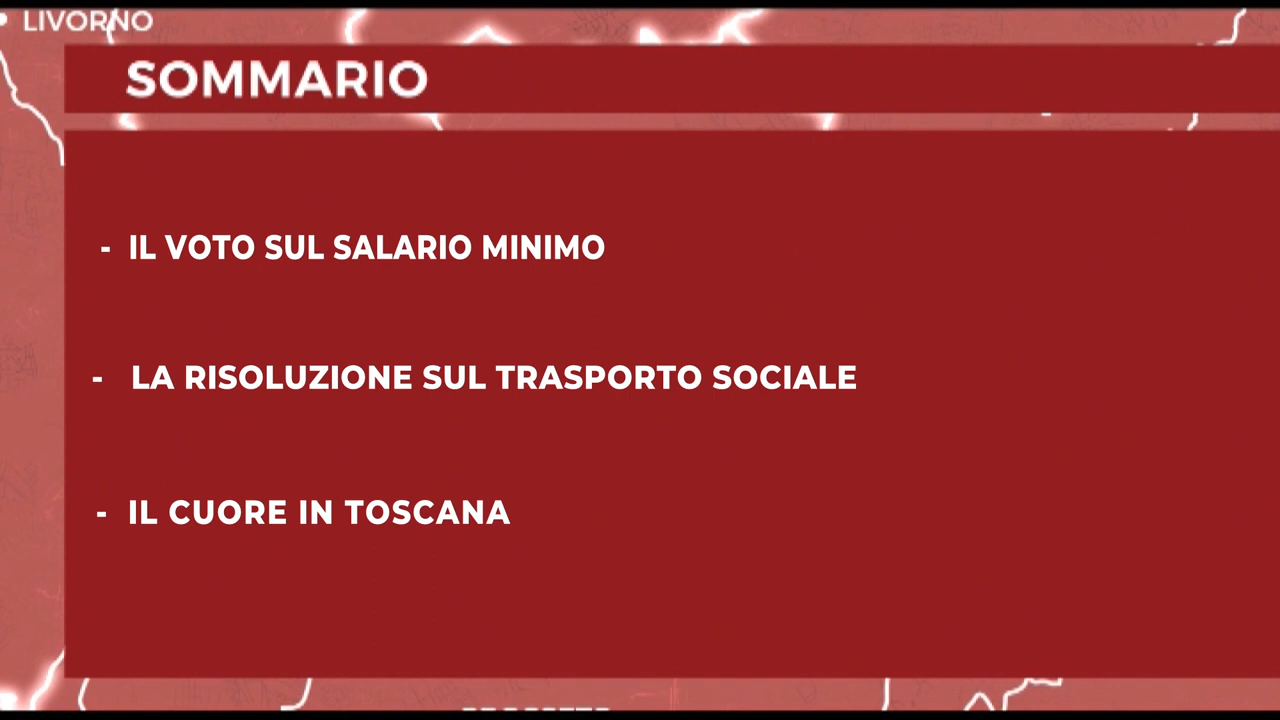 LIVORNO
SOMMARIO
- IL VOTO SUL SALARIO MINIMO
- LA RISOLUZIONE SUL TRASPORTO SOCIALE
- IL CUORE IN TOSCANA